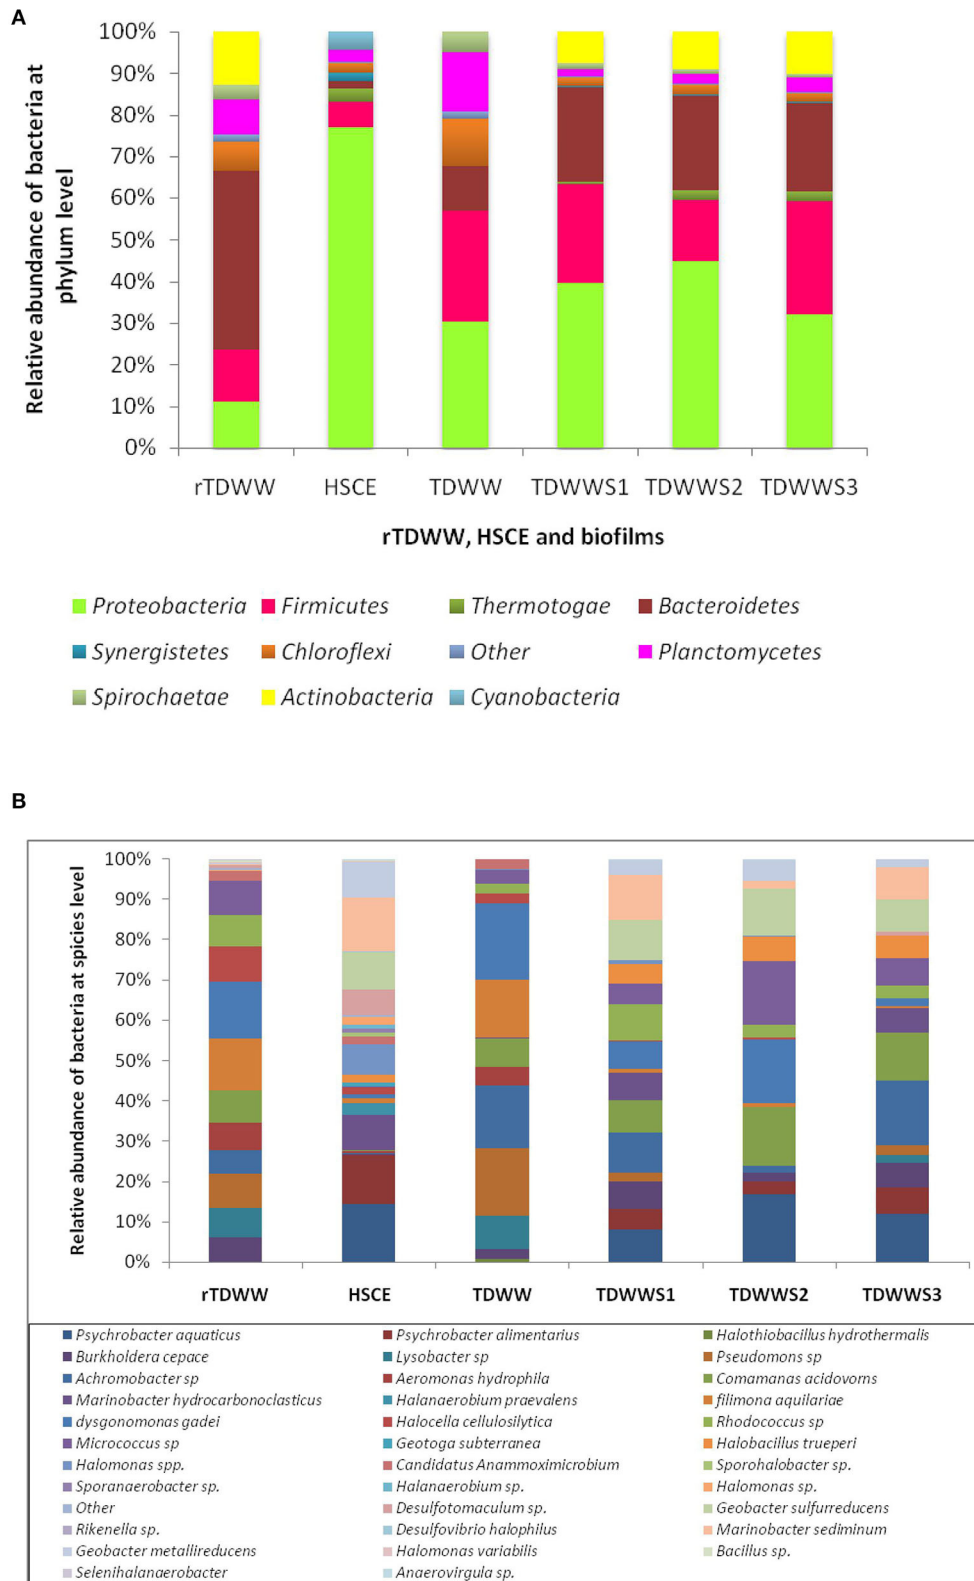 A
Relative abundance of bacteria at
phylum level
100%
90%
80%
70%
60%
50%
40%
30%
20%
10%
0%
rTDWW HSCE TDWW TDWWS1 TDWWS2 TDWWS3
rTDWW, HSCE and biofilms
Proteobacteria Firmicutes Thermotogae Bacteroidetes
Synergistetes Chloroflexi Other Planctomycetes
Spirochaetae Actinobacteria Cyanobacteria
B
Relative abundance of bacteria at spicies level
100%
90%
80%
70%
60%
50%
40%
30%
20%
10%
0%
rTDWW HSCE TDWW TDWWS1 TDWWS2 TDWWS3
Psychrobacter aquaticus Psychrobacter alimentarius Halothiobacillus hydrothermalis
Burkholdera cepace Lysobacter sp Pseudomons sp
Achromobacter sp Aeromonas hydrophila Comamanas acidovorns
Marinobacter hydrocarbonoclasticus Halanaerobium praevalens filimona aquilariae
dysgonomonas gadei Halocella cellulosilytica Rhodococcus sp
Micrococcus sp Geotoga subterranea Halobacillus trueperi
Halomonas spp. Candidatus Anammoximicrobium Sporohalobacter sp.
Sporanaerobacter sp. Halanaerobium sp. Halomonas sp.
Other Desulfotomaculum sp. Geobacter sulfurreducens
Rikenella sp. Desulfovibrio halophilus Marinobacter sediminum
Geobacter metallireducens Halomonas variabilis Bacillus sp.
Selenihalanaerobacter Anaerovirgula sp.